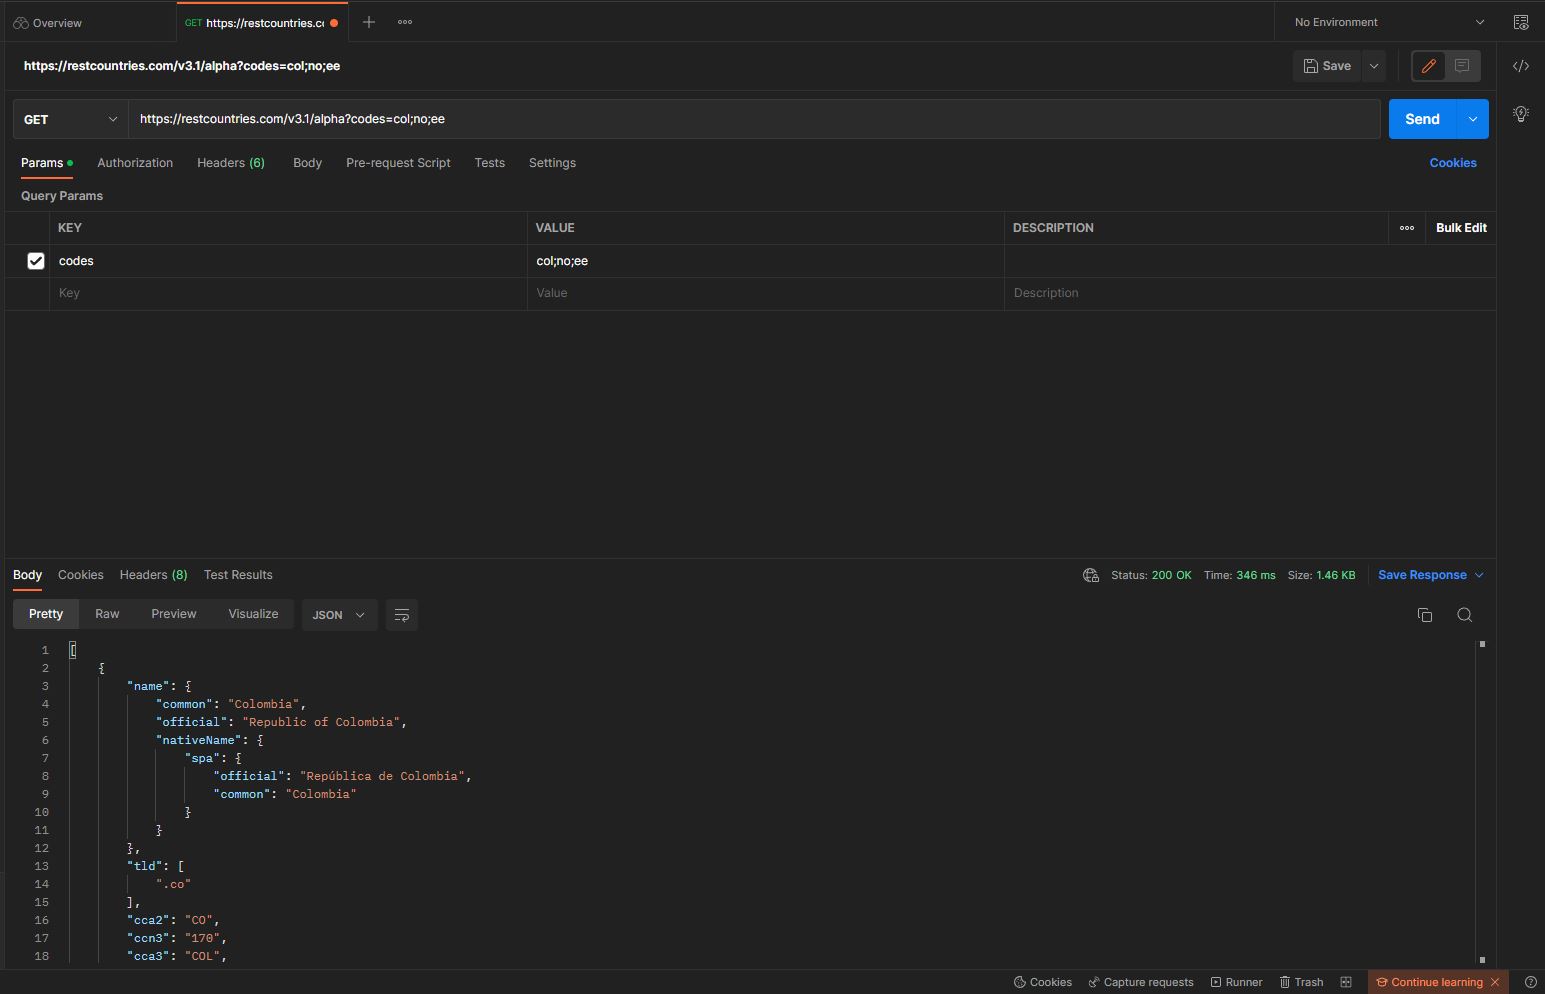 Overview
GET https://restcountries.co
No Environment
https://restcountries.com/v3.1/alpha?codes=col;no;ee
Save
GET
https://restcountries.com/v3.1/alpha?codes=col;no;ee
Send
Params Authorization Headers (6) Body Pre-request Script Tests Settings
Cookies
Query Params
KEY VALUE DESCRIPTION
Bulk Edit
codes col;no;ee
Key Value Description
Body Cookies Headers (8) Test Results
Status: 200 OK Time: 346 ms Size: 1.46 KB
Save Response
Pretty Raw Preview Visualize JSON
1 [
2 {
3 "name": {
4 "common": "Colombia",
5 "official": "Republic of Colombia",
6 "nativeName": {
7 "spa": {
8 "official": "República de Colombia",
9 "common": "Colombia"
10 }
11 }
12 },
13 "tld": [
14 ".co"
15 ],
16 "cca2": "CO",
17 "ccn3": "170",
18 "cca3": "COL",
Cookies Capture requests Runner Trash Continue learning